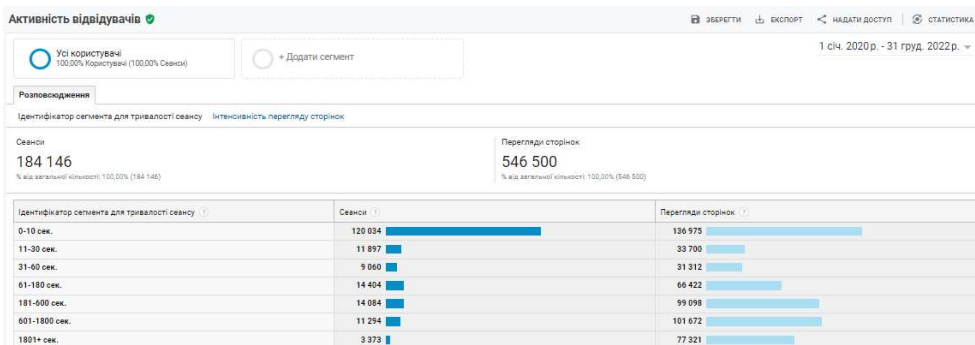 Активність відвідувачів
ЗБЕРЕГТИ ЕКСПОРТ НАДАТИ ДОСТУП СТАТИСТИКА
Усі користувачі
100,00% Користувачі (100,00% Сеанси)
+ Додати сегмент
1 січ. 2020 р. - 31 груд. 2022 р.
Розповсюдження
Ідентифікатор сегмента для тривалості сеансу Інтенсивність перегляду сторінок
Сеанси Перегляди сторінок
184 146 546 500
% від загальної кількості: 100,00% (184 146) % від загальної кількості: 100,00% (546 500)
Ідентифікатор сегмента для тривалості сеансу ? Сеанси ? Перегляди сторінок ?
0-10 сек. 120 034 136 975
11-30 сек. 11 897 33 700
31-60 сек. 9 060 31 312
61-180 сек. 14 404 66 422
181-600 сек. 14 084 99 098
601-1800 сек. 11 294 101 672
1801+ сек. 3 373 77 321